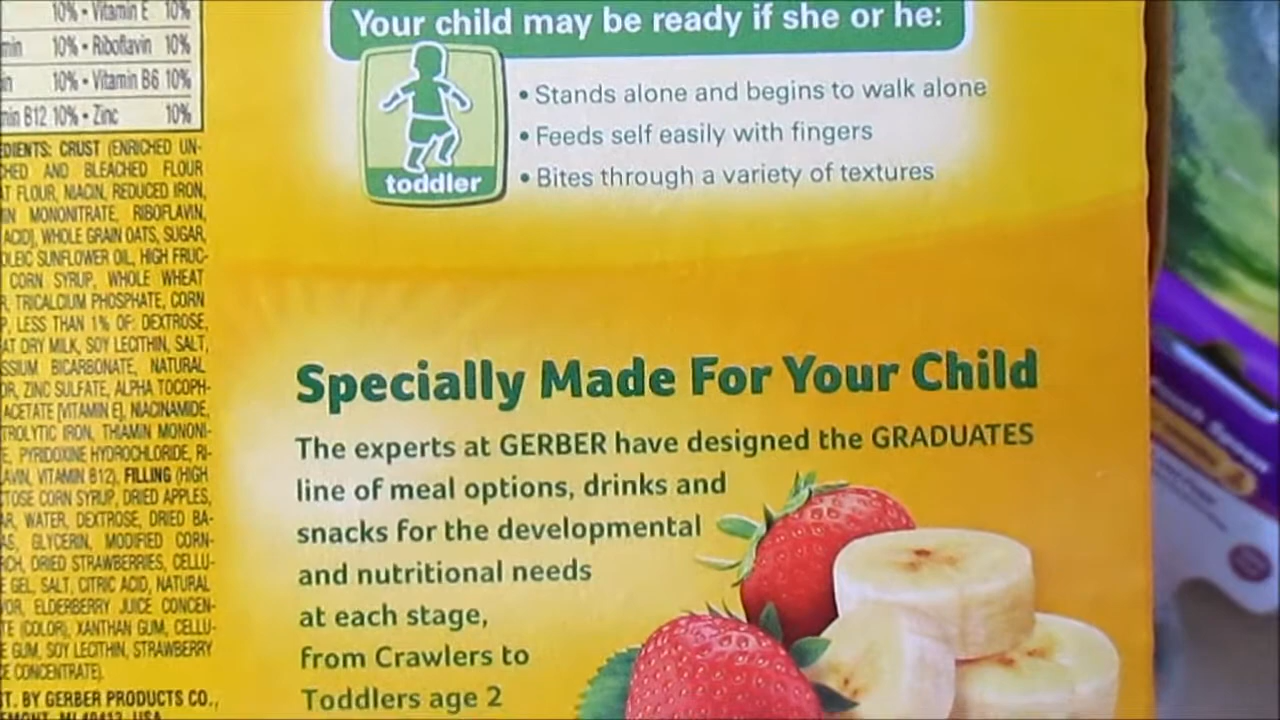 10% • Vitamin E 10%
10% • Riboflavin 10%
10% • Vitamin B6 10%
B12 10% • Zinc 10%
CRUST (ENRICHED UN-
AND BLEACHED FLOUR
FLOUR, NIACIN, REDUCED IRON,
MONONITRATE, RIBOFLAVIN,
ACID), WHOLE GRAIN OATS, SUGAR,
SUNFLOWER OIL, HIGH FRUC-
CORN SYRUP, WHOLE WHEAT
TRICALCIUM PHOSPHATE, CORN
LESS THAN 1% OF: DEXTROSE,
DRY MILK, SOY LECITHIN, SALT,
BICARBONATE, NATURAL
ZINC SULFATE, ALPHA TOCOPH-
ACETATE [VITAMIN E], NIACINAMIDE,
IRON, THIAMIN MONONI-
PYRIDOXINE HYDROCHLORIDE, RI-
VITAMIN B12). FILLING (HIGH
CORN SYRUP, DRIED APPLES,
WATER, DEXTROSE, DRIED BA-
GLYCERIN, MODIFIED CORN-
DRIED STRAWBERRIES, CELLU-
GEL, SALT, CITRIC ACID, NATURAL
ELDERBERRY JUICE CONCEN-
(COLOR), XANTHAN GUM, CELLU-
GUM, SOY LECITHIN, STRAWBERRY
CONCENTRATE).
BY GERBER PRODUCTS CO.,
MI 49413 USA
Your child may be ready if she or he:
toddler
• Stands alone and begins to walk alone
• Feeds self easily with fingers
• Bites through a variety of textures
Specially Made For Your Child
The experts at GERBER have designed the GRADUATES
line of meal options, drinks and
snacks for the developmental
and nutritional needs
at each stage,
from Crawlers to
Toddlers age 2